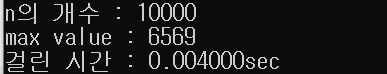 n의 개수 : 10000
max value : 6569
걸린 시간 : 0.004000sec